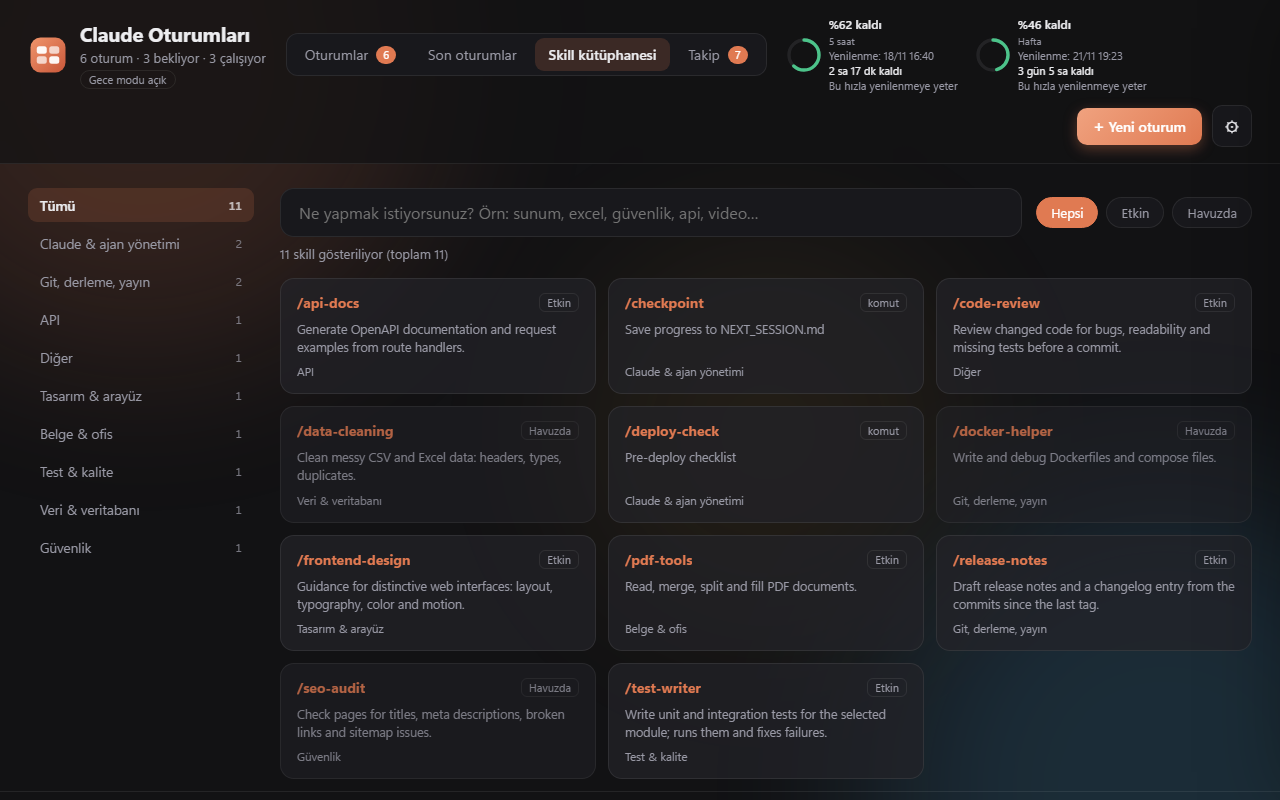 Claude Oturumları
6 oturum · 3 bekliyor · 3 çalışıyor
Gece modu açık
Oturumlar 6
Son oturumlar
Skill kütüphanesi
Takip 7
%62 kaldı
5 saat
Yenilenme: 18/11 16:40
2 sa 17 dk kaldı
Bu hızla yenilenmeye yeter
%46 kaldı
Hafta
Yenilenme: 21/11 19:23
3 gün 5 sa kaldı
Bu hızla yenilenmeye yeter
+ Yeni oturum
Tümü 11
Claude & ajan yönetimi 2
Git, derleme, yayın 2
API 1
Diğer 1
Tasarım & arayüz 1
Belge & ofis 1
Test & kalite 1
Veri & veritabanı 1
Güvenlik 1
Ne yapmak istiyorsunuz? Örn: sunum, excel, güvenlik, api, video...
Hepsi
Etkin
Havuzda
11 skill gösteriliyor (toplam 11)
/api-docs Etkin
Generate OpenAPI documentation and request
examples from route handlers.
API
/checkpoint komut
Save progress to NEXT_SESSION.md
Claude & ajan yönetimi
/code-review Etkin
Review changed code for bugs, readability and
missing tests before a commit.
Diğer
/data-cleaning Havuzda
Clean messy CSV and Excel data: headers, types,
duplicates.
Veri & veritabanı
/deploy-check komut
Pre-deploy checklist
Claude & ajan yönetimi
/docker-helper Havuzda
Write and debug Dockerfiles and compose files.
Git, derleme, yayın
/frontend-design Etkin
Guidance for distinctive web interfaces: layout,
typography, color and motion.
Tasarım & arayüz
/pdf-tools Etkin
Read, merge, split and fill PDF documents.
Belge & ofis
/release-notes Etkin
Draft release notes and a changelog entry from the
commits since the last tag.
Git, derleme, yayın
/seo-audit Havuzda
Check pages for titles, meta descriptions, broken
links and sitemap issues.
Güvenlik
/test-writer Etkin
Write unit and integration tests for the selected
module; runs them and fixes failures.
Test & kalite